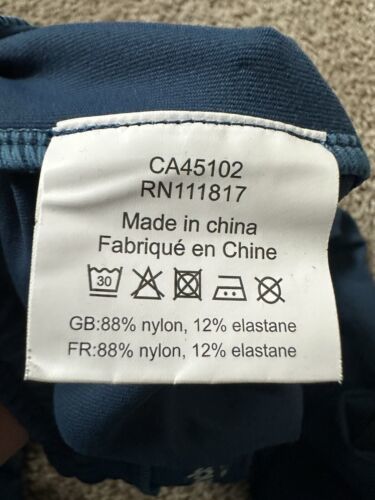 CA45102
RN111817
Made in china
Fabriqué en Chine
30
GB:88% nylon, 12% elastane
FR:88% nylon, 12% elastane